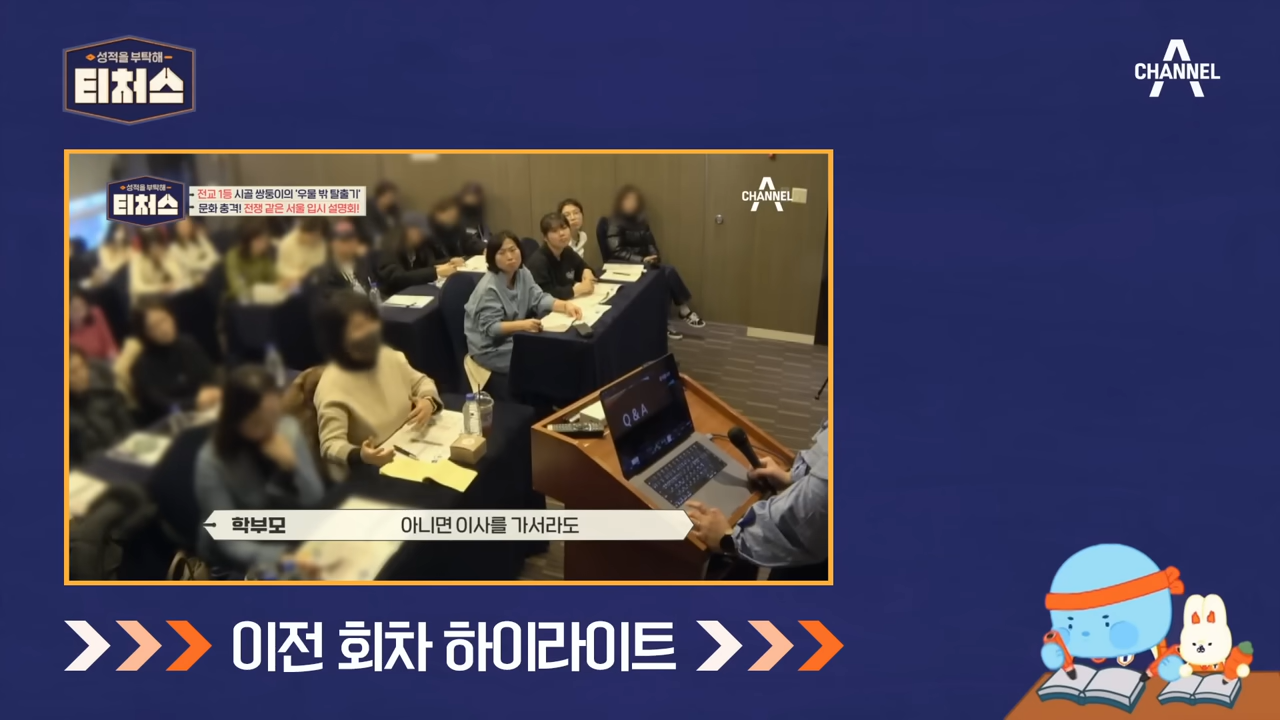 성적을 부탁해
티처스
CHANNEL A
성적을 부탁해
티처스
전교 1등 시골 쌍둥이의 '우물 밖 탈출기'
문화 충격! 전쟁 같은 서울 입시 설명회!
CHANNEL A
Q & A
학부모 아니면 이사를 가서라도
이전 회차 하이라이트